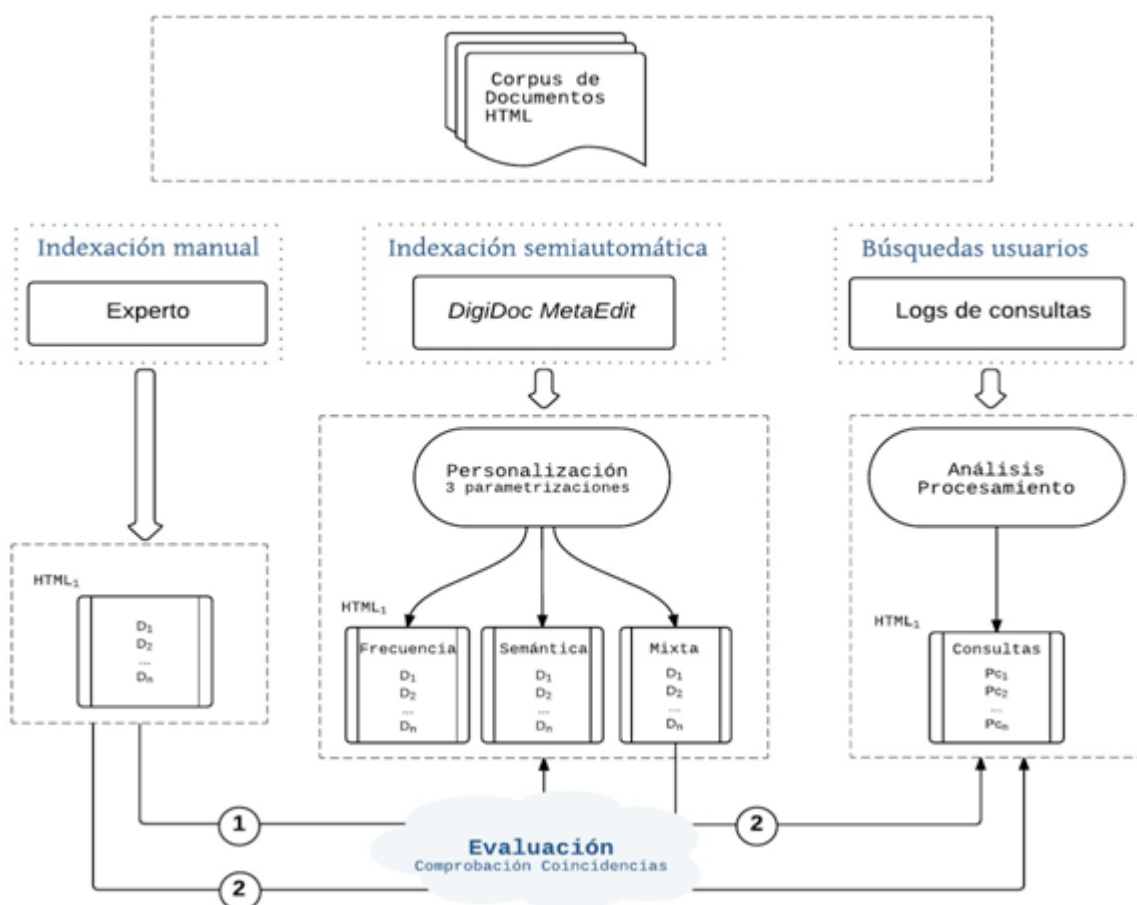 Corpus de
Documentos
HTML
Indexación manual
Experto
Indexación semiautomática
DigiDoc MetaEdit
Búsquedas usuarios
Logs de consultas
Personalización
3 parametrizaciones
Análisis
Procesamiento
HTML₁
D₁
D₂
...
Dₙ
HTML₁
Frecuencia
D₁
D₂
...
Dₙ
Semántica
D₁
D₂
...
Dₙ
Mixta
D₁
D₂
...
Dₙ
HTML₁
Consultas
Pc₁
Pc₂
...
Pcₙ
1
2
Evaluación
Comprobación Coincidencias
2